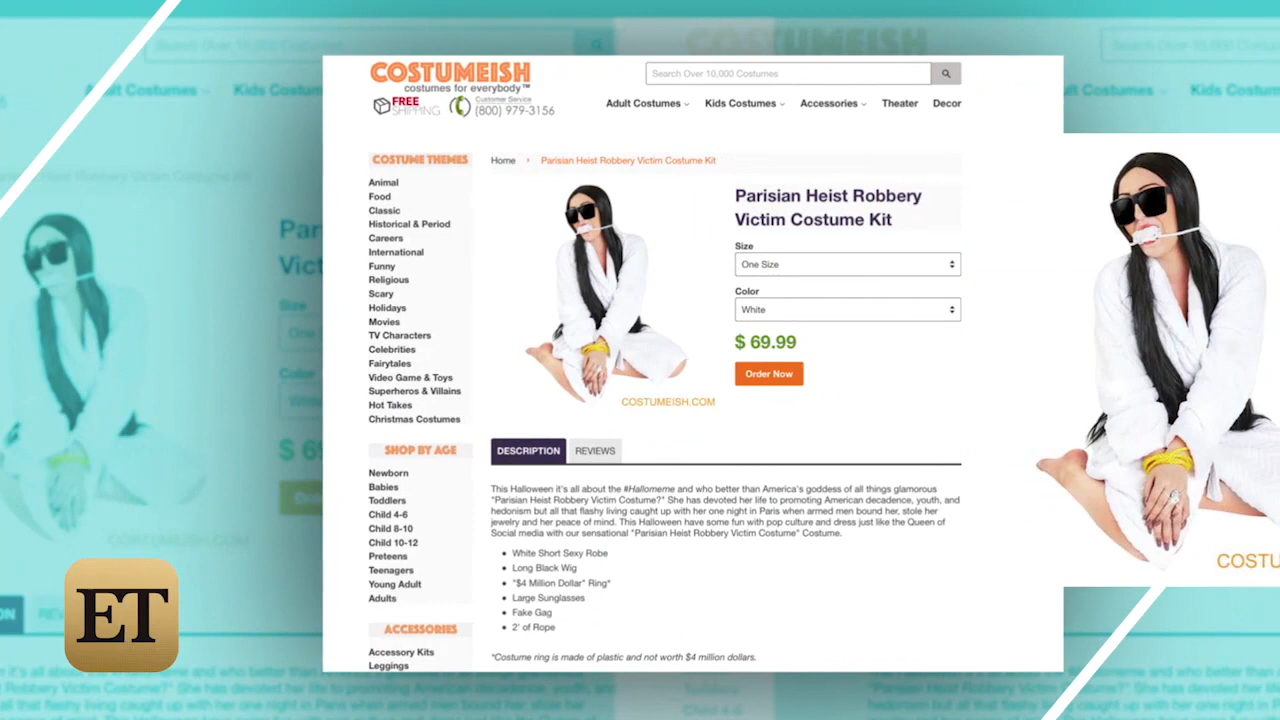 COSTUMEISH
costumes for everybody™
FREE
SHIPPING
Customer Service
(800) 979-3156
Search Over 10,000 Costumes
Adult Costumes
Kids Costumes
Accessories
Theater
Decor
COSTUME THEMES
Animal
Food
Classic
Historical & Period
Careers
International
Funny
Religious
Scary
Holidays
Movies
TV Characters
Celebrities
Fairytales
Video Game & Toys
Superheros & Villains
Hot Takes
Christmas Costumes
SHOP BY AGE
Newborn
Babies
Toddlers
Child 4-6
Child 8-10
Child 10-12
Preteens
Teenagers
Young Adult
Adults
ACCESSORIES
Accessory Kits
Leggings
Home › Parisian Heist Robbery Victim Costume Kit
COSTUMEISH.COM
Parisian Heist Robbery
Victim Costume Kit
Size
One Size
Color
White
$ 69.99
Order Now
DESCRIPTION
REVIEWS
This Halloween it's all about the #Hallomeme and who better than America's goddess of all things glamorous
"Parisian Heist Robbery Victim Costume?" She has devoted her life to promoting American decadence, youth, and
hedonism but all that flashy living caught up with her one night in Paris when armed men bound her, stole her
jewelry and her peace of mind. This Halloween have some fun with pop culture and dress just like the Queen of
Social media with our sensational "Parisian Heist Robbery Victim Costume" Costume.
• White Short Sexy Robe
• Long Black Wig
• "$4 Million Dollar" Ring*
• Large Sunglasses
• Fake Gag
• 2' of Rope
*Costume ring is made of plastic and not worth $4 million dollars.
COSTU
ET